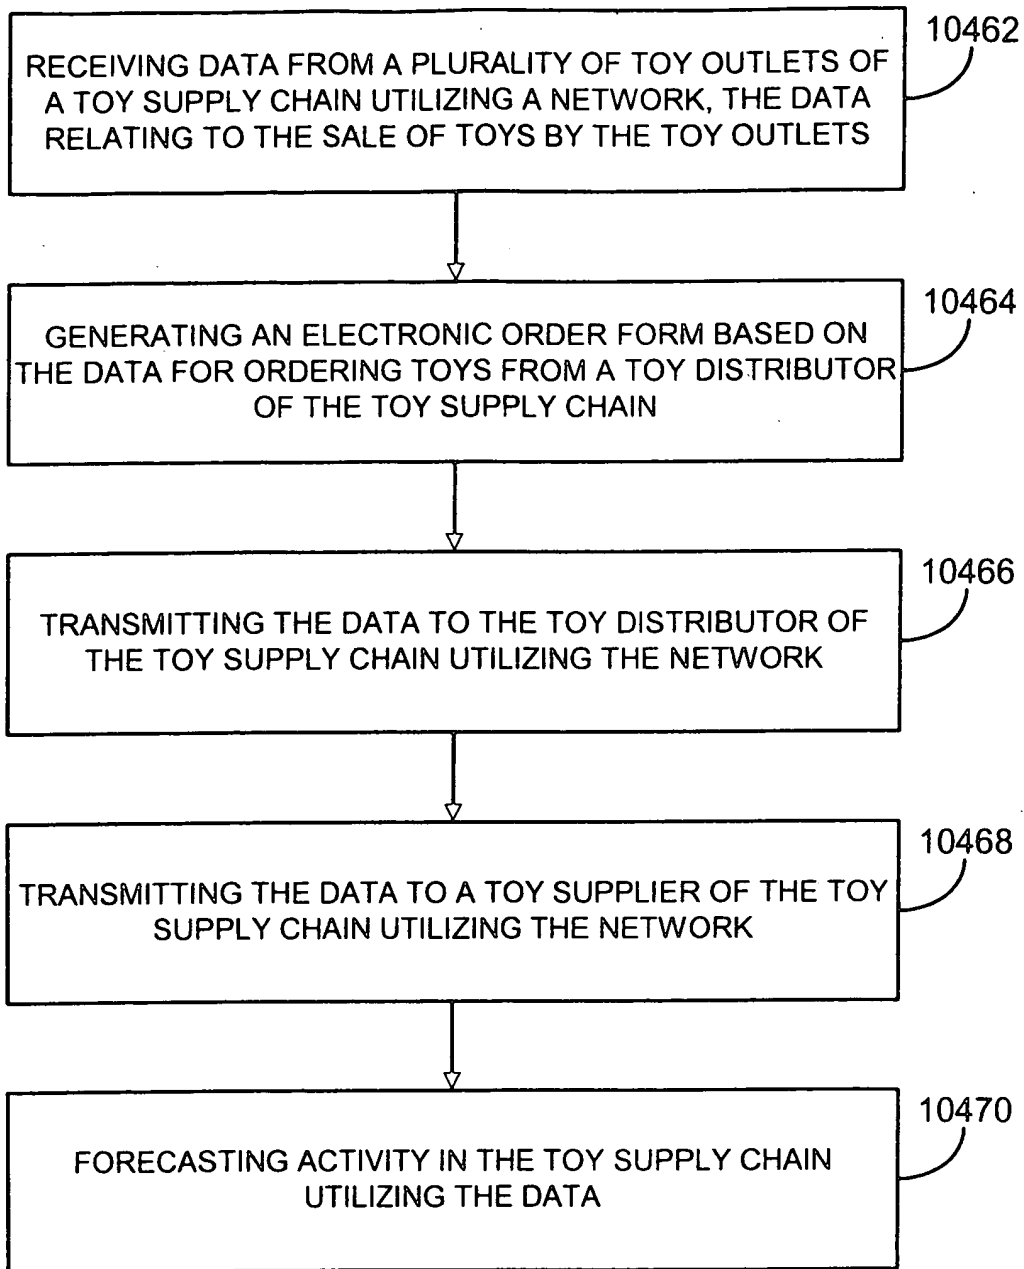 10462
RECEIVING DATA FROM A PLURALITY OF TOY OUTLETS OF
A TOY SUPPLY CHAIN UTILIZING A NETWORK, THE DATA
RELATING TO THE SALE OF TOYS BY THE TOY OUTLETS
10464
GENERATING AN ELECTRONIC ORDER FORM BASED ON
THE DATA FOR ORDERING TOYS FROM A TOY DISTRIBUTOR
OF THE TOY SUPPLY CHAIN
10466
TRANSMITTING THE DATA TO THE TOY DISTRIBUTOR OF
THE TOY SUPPLY CHAIN UTILIZING THE NETWORK
10468
TRANSMITTING THE DATA TO A TOY SUPPLIER OF THE TOY
SUPPLY CHAIN UTILIZING THE NETWORK
10470
FORECASTING ACTIVITY IN THE TOY SUPPLY CHAIN
UTILIZING THE DATA